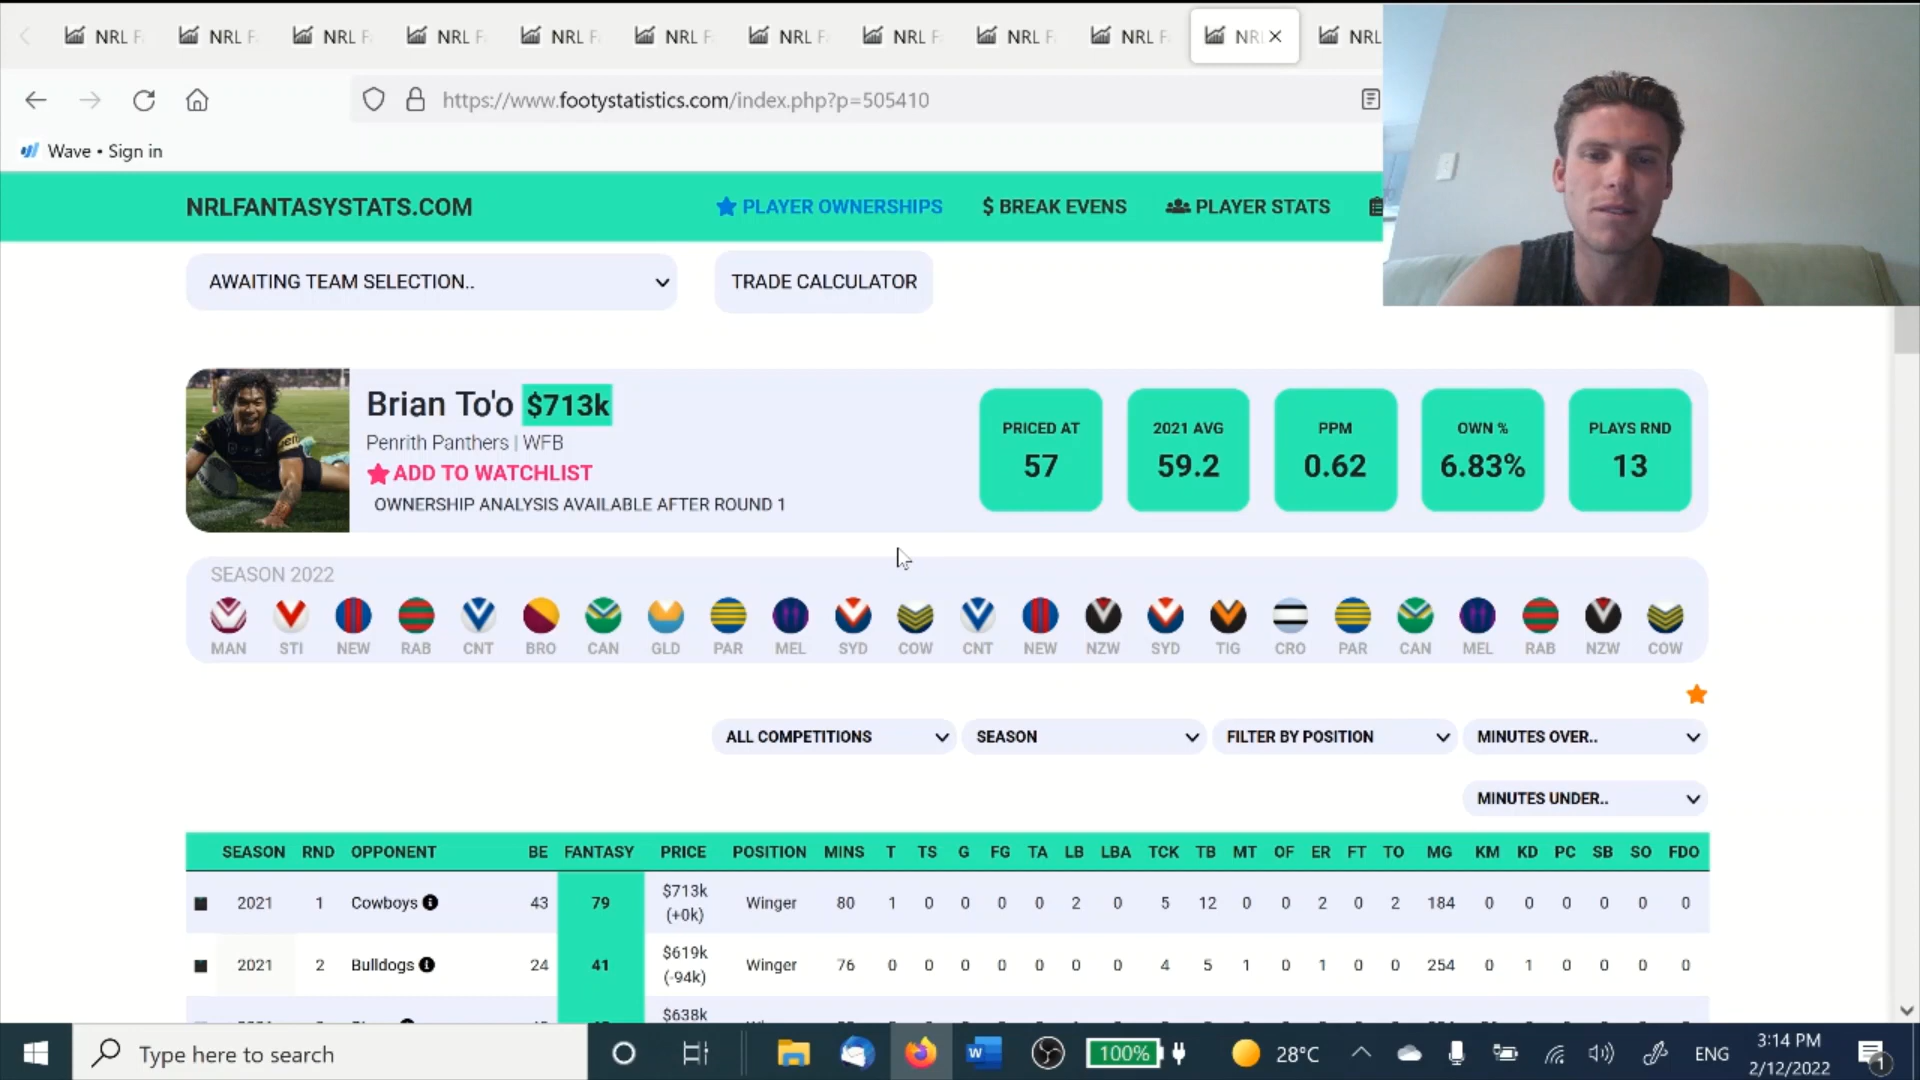 NRL F
NRL F
NRL F
NRL F
NRL F
NRL F
NRL F
NRL F
NRL F
NRL F
NRL
NRL
https://www.footystatistics.com/index.php?p=505410
Wave • Sign in
NRLFANTASYSTATS.COM
PLAYER OWNERSHIPS
$ BREAK EVENS
PLAYER STATS
AWAITING TEAM SELECTION..
TRADE CALCULATOR
Brian To'o $713k
Penrith Panthers | WFB
ADD TO WATCHLIST
OWNERSHIP ANALYSIS AVAILABLE AFTER ROUND 1
PRICED AT 2021 AVG PPM OWN % PLAYS RND
57 59.2 0.62 6.83% 13
SEASON 2022
MAN STI NEW RAB CNT BRO CAN GLD PAR MEL SYD COW CNT NEW NZW SYD TIG CRO PAR CAN MEL RAB NZW COW
ALL COMPETITIONS SEASON FILTER BY POSITION MINUTES OVER..
MINUTES UNDER..
SEASON RND OPPONENT BE FANTASY PRICE POSITION MINS T TS G FG TA LB LBA TCK TB MT OF ER FT TO MG KM KD PC SB SO FDO
2021 1 Cowboys 43 79 $713k (+0k) Winger 80 1 0 0 0 0 2 0 5 12 0 0 2 0 2 184 0 0 0 0 0 0
2021 2 Bulldogs 24 41 $619k (-94k) Winger 76 0 0 0 0 0 0 0 4 5 1 0 1 0 0 254 0 1 0 0 0 0
$638k
Type here to search
100%
28°C
ENG
3:14 PM
2/12/2022
1